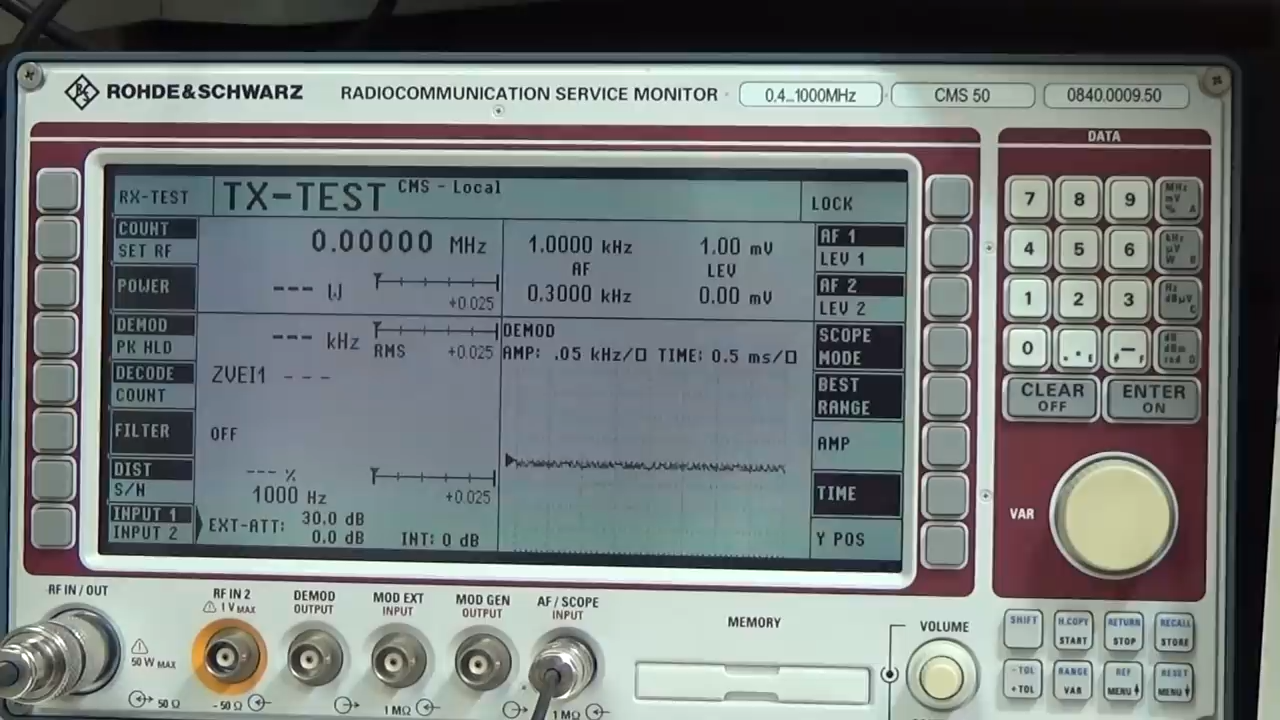 ROHDE&SCHWARZ
RADIOCOMMUNICATION SERVICE MONITOR
0.4...1000MHz
CMS 50
0840.0009.50
DATA
RX-TEST
TX-TEST
CMS - Local
LOCK
COUNT
SET RF
0.00000 MHz
1.0000 kHz
1.00 mV
AF 1
LEV 1
AF
LEV
POWER
--- W
+0.025
0.3000 kHz
0.00 mV
AF 2
LEV 2
DEMOD
PK HLD
--- kHz
RMS
+0.025
DEMOD
AMP: .05 kHz/□ TIME: 0.5 ms/□
SCOPE
MODE
DECODE
COUNT
ZVEI1 ---
BEST
RANGE
FILTER
OFF
AMP
DIST
S/N
--- %
1000 Hz
+0.025
TIME
INPUT 1
INPUT 2
EXT-ATT:
30.0 dB
0.0 dB
INT: 0 dB
Y POS
7
8
9
MHz
mV
% A
4
5
6
kHz
µV
W B
1
2
3
Hz
dBµV
C
0
. * E
# — F
dB
dBm
rad D
CLEAR
OFF
ENTER
ON
VAR
RF IN / OUT
50 W MAX
50 Ω
RF IN 2
1 V MAX
50 Ω
DEMOD
OUTPUT
MOD EXT
INPUT
1 MΩ
MOD GEN
OUTPUT
AF / SCOPE
INPUT
1 MΩ
MEMORY
VOLUME
SHIFT
H.COPY
START
RETURN
STOP
RECALL
STORE
- TOL
+ TOL
RANGE
VAR
REF
MENU
RESET
MENU